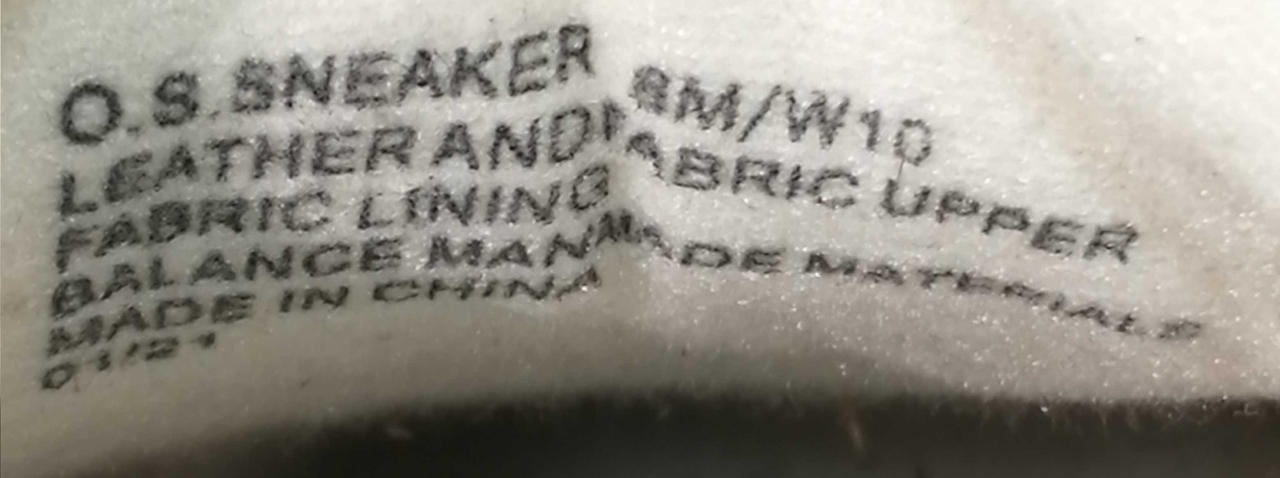 O.S.SNEAKER 8M/W10
LEATHER AND FABRIC UPPER
FABRIC LINING
BALANCE MANMADE MATERIALS
MADE IN CHINA
01/21